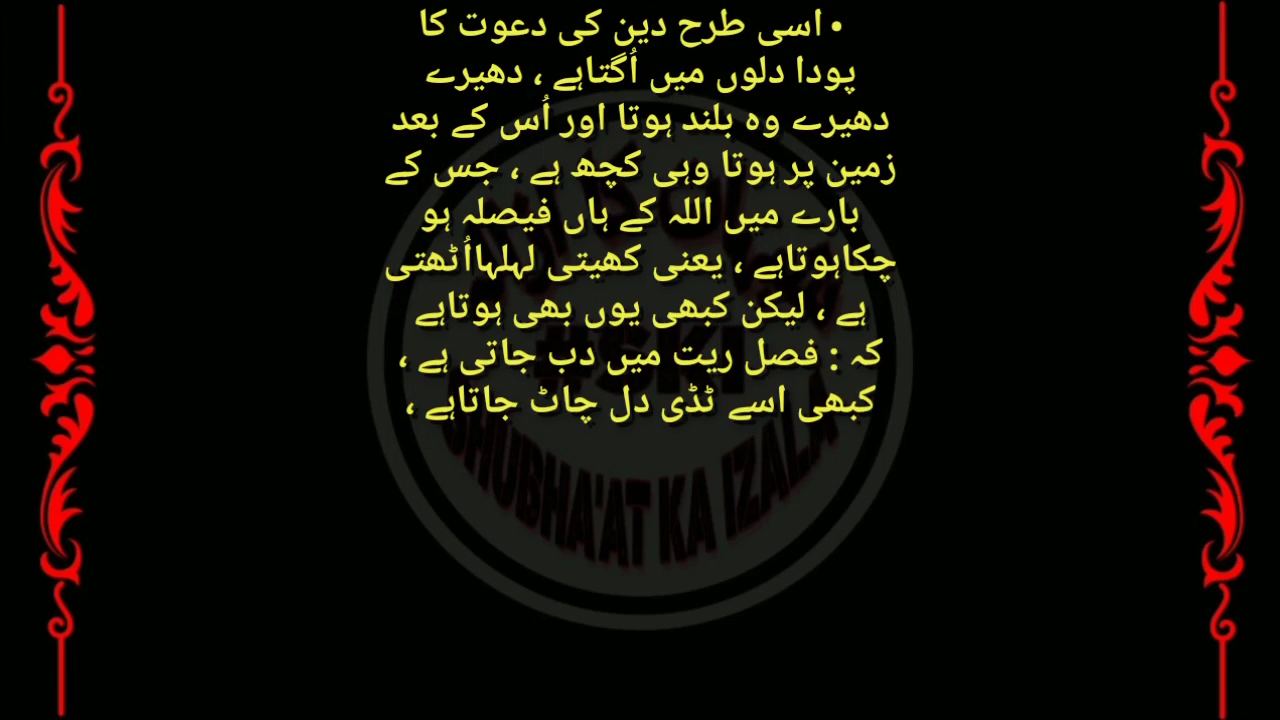 • اسی طرح دین کی دعوت کا
پودا دلوں میں اُگتاہے ، دھیرے
دھیرے وہ بلند ہوتا اور اُس کے بعد
زمین پر ہوتا وہی کچھ ہے ، جس کے
بارے میں اللہ کے ہاں فیصلہ ہو
چکاہوتاہے ، یعنی کھیتی لہلہااُٹھتی
ہے ، لیکن کبھی یوں بھی ہوتاہے
کہ : فصل ریت میں دب جاتی ہے ،
کبھی اسے ٹڈی دل چاٹ جاتاہے ،
#SKI
SHUBHA'AT KA IZALA